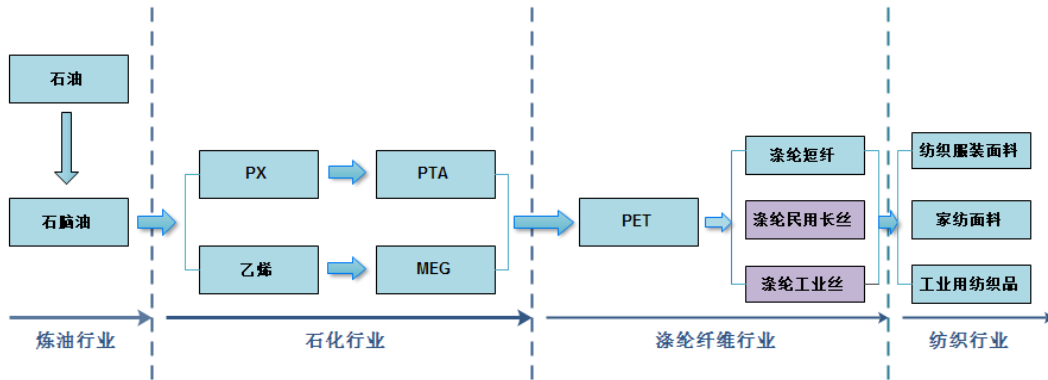 石油
石脑油
PX
PTA
乙烯
MEG
PET
涤纶短纤
涤纶民用长丝
涤纶工业丝
纺织服装面料
家纺面料
工业用纺织品
炼油行业
石化行业
涤纶纤维行业
纺织行业